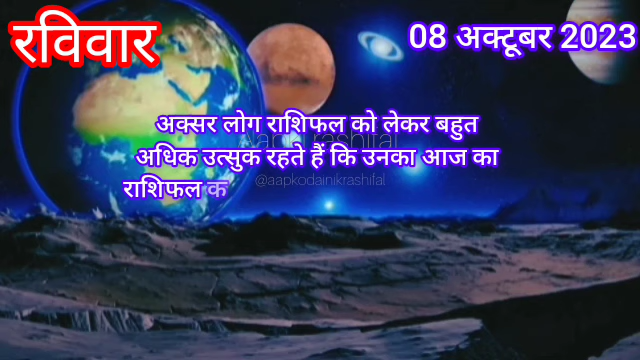 रविवार
08 अक्टूबर 2023
अक्सर लोग राशिफल को लेकर बहुत
अधिक उत्सुक रहते हैं कि उनका आज का
@aapkodainikrashifal
राशिफल क